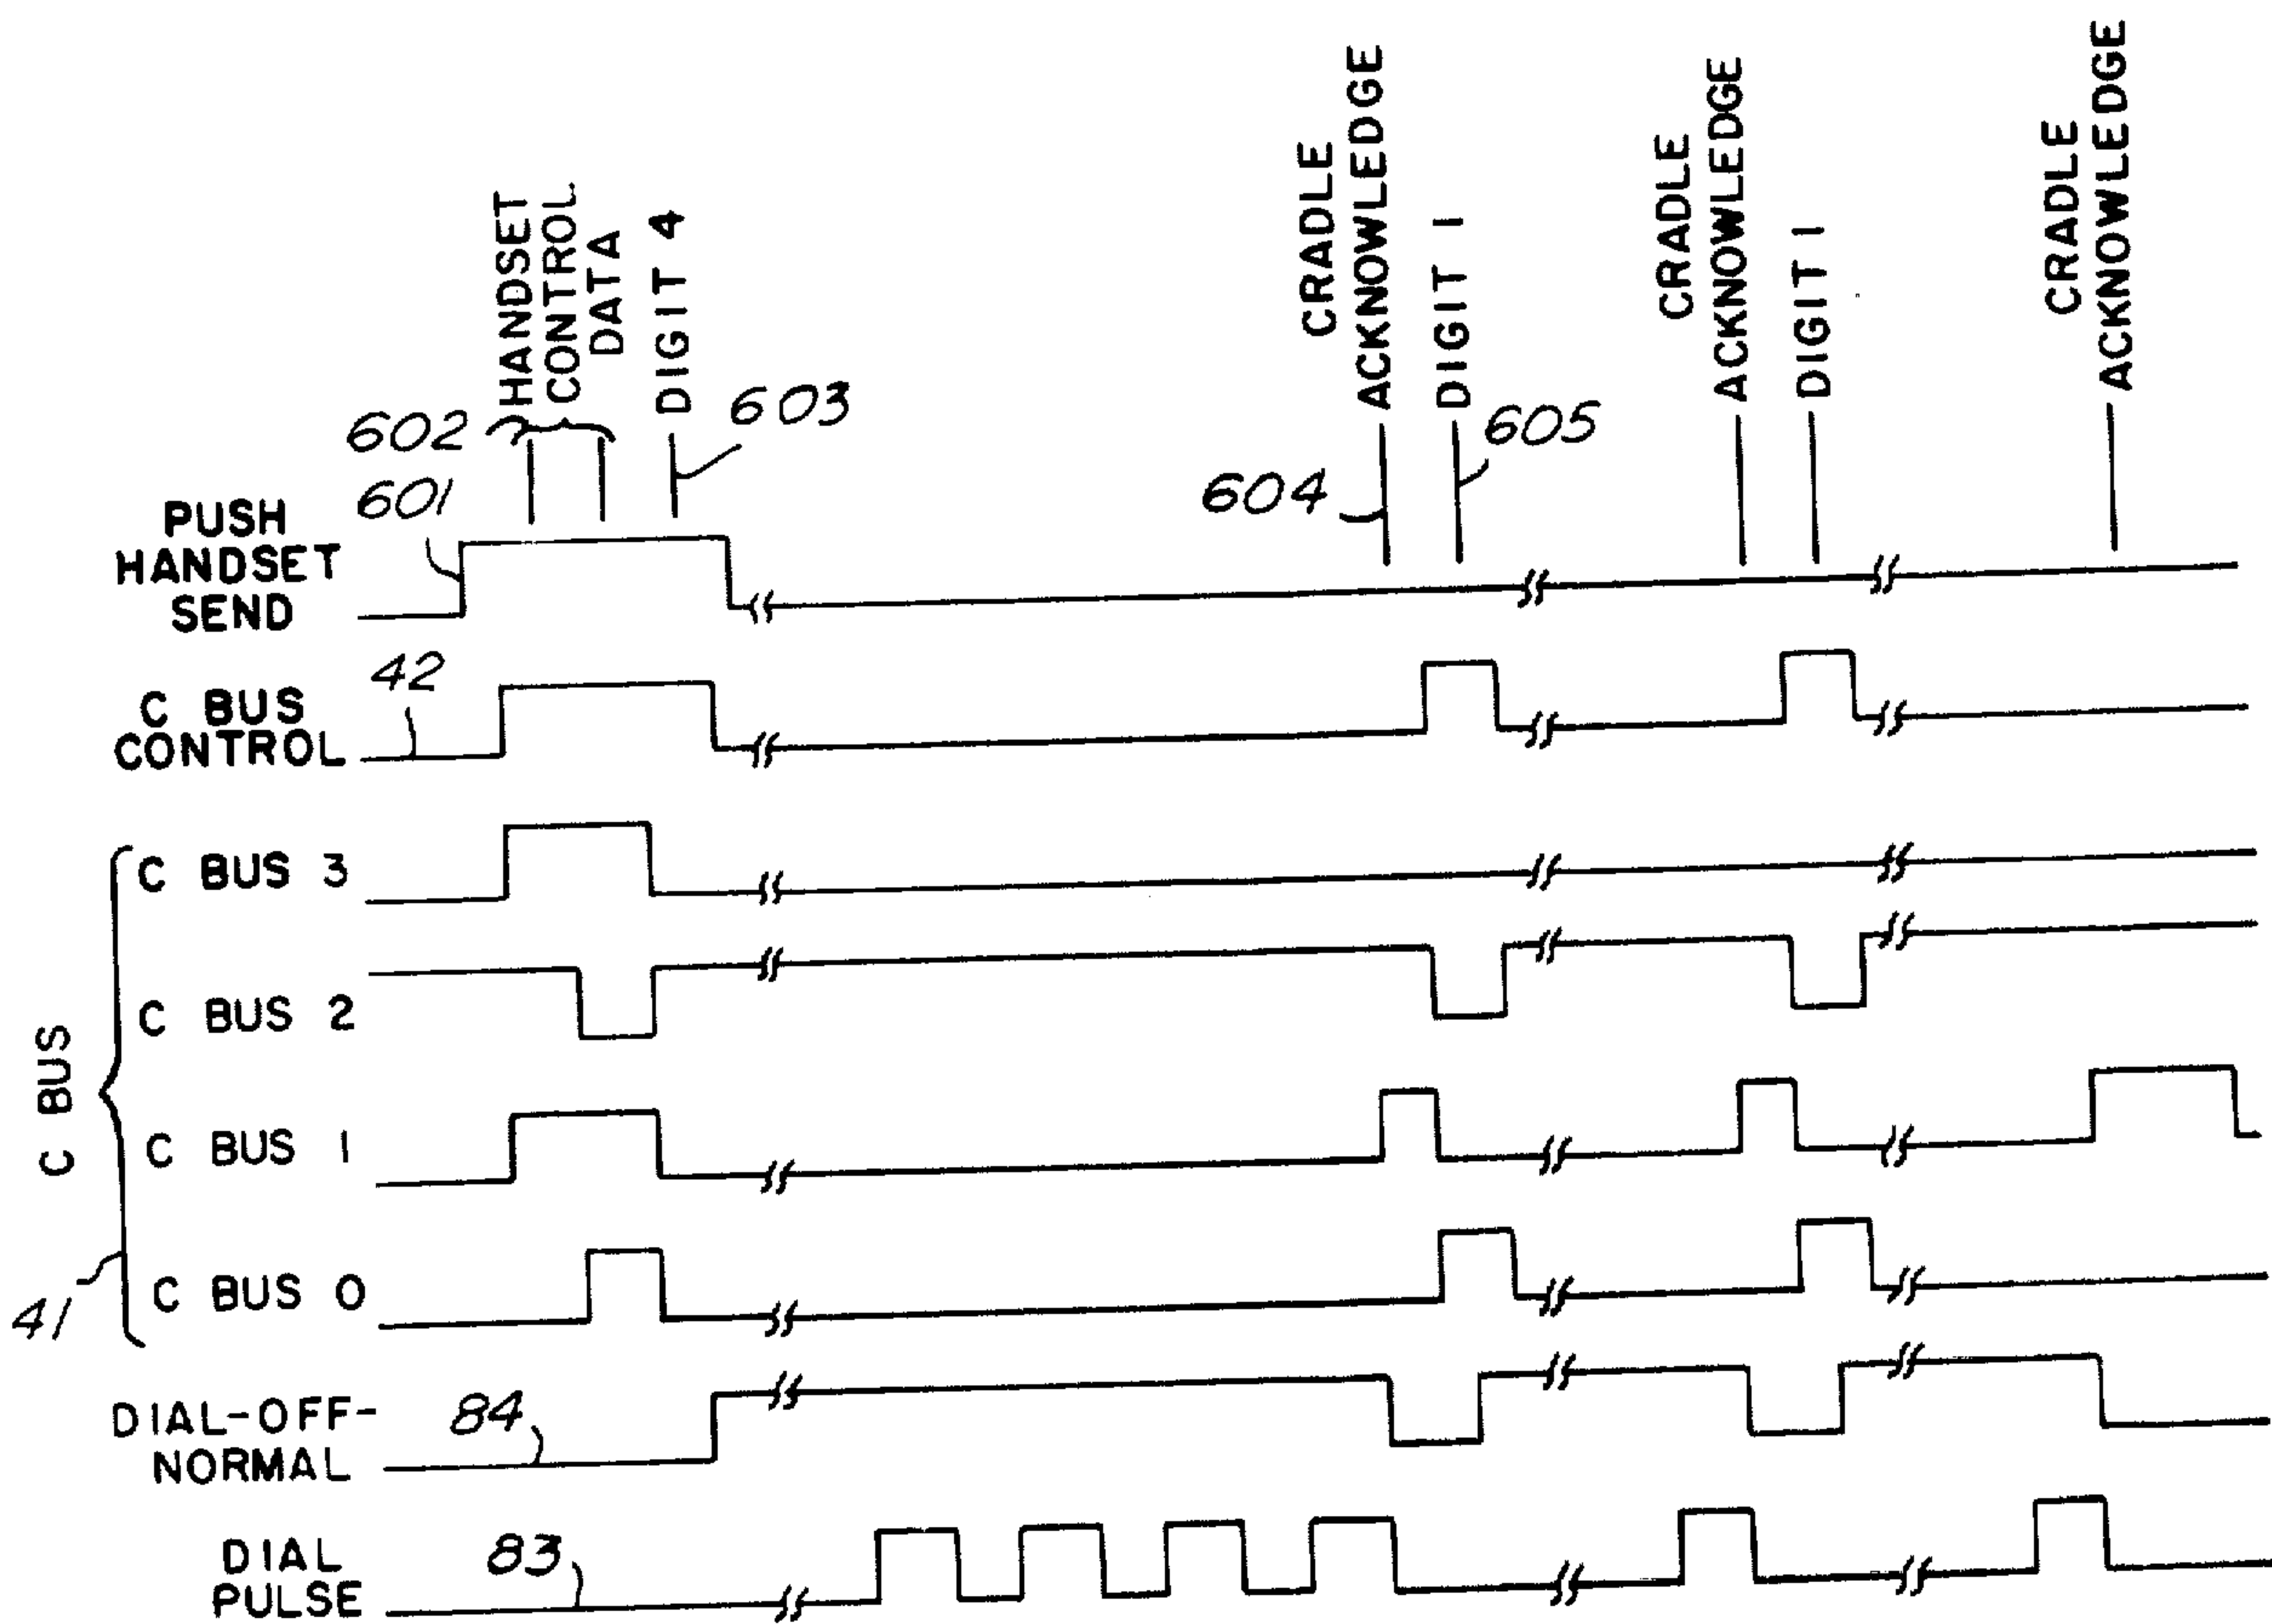 HANDSET
CONTROL
DATA
DIGIT 4
CRADLE
ACKNOWLEDGE
DIGIT 1
CRADLE
ACKNOWLEDGE
DIGIT 1
CRADLE
ACKNOWLEDGE
602
603
605
601
604
PUSH
HANDSET
SEND
42
C BUS
CONTROL
C BUS
41
C BUS 3
C BUS 2
C BUS 1
C BUS 0
DIAL-OFF-
NORMAL
84
DIAL
PULSE
83